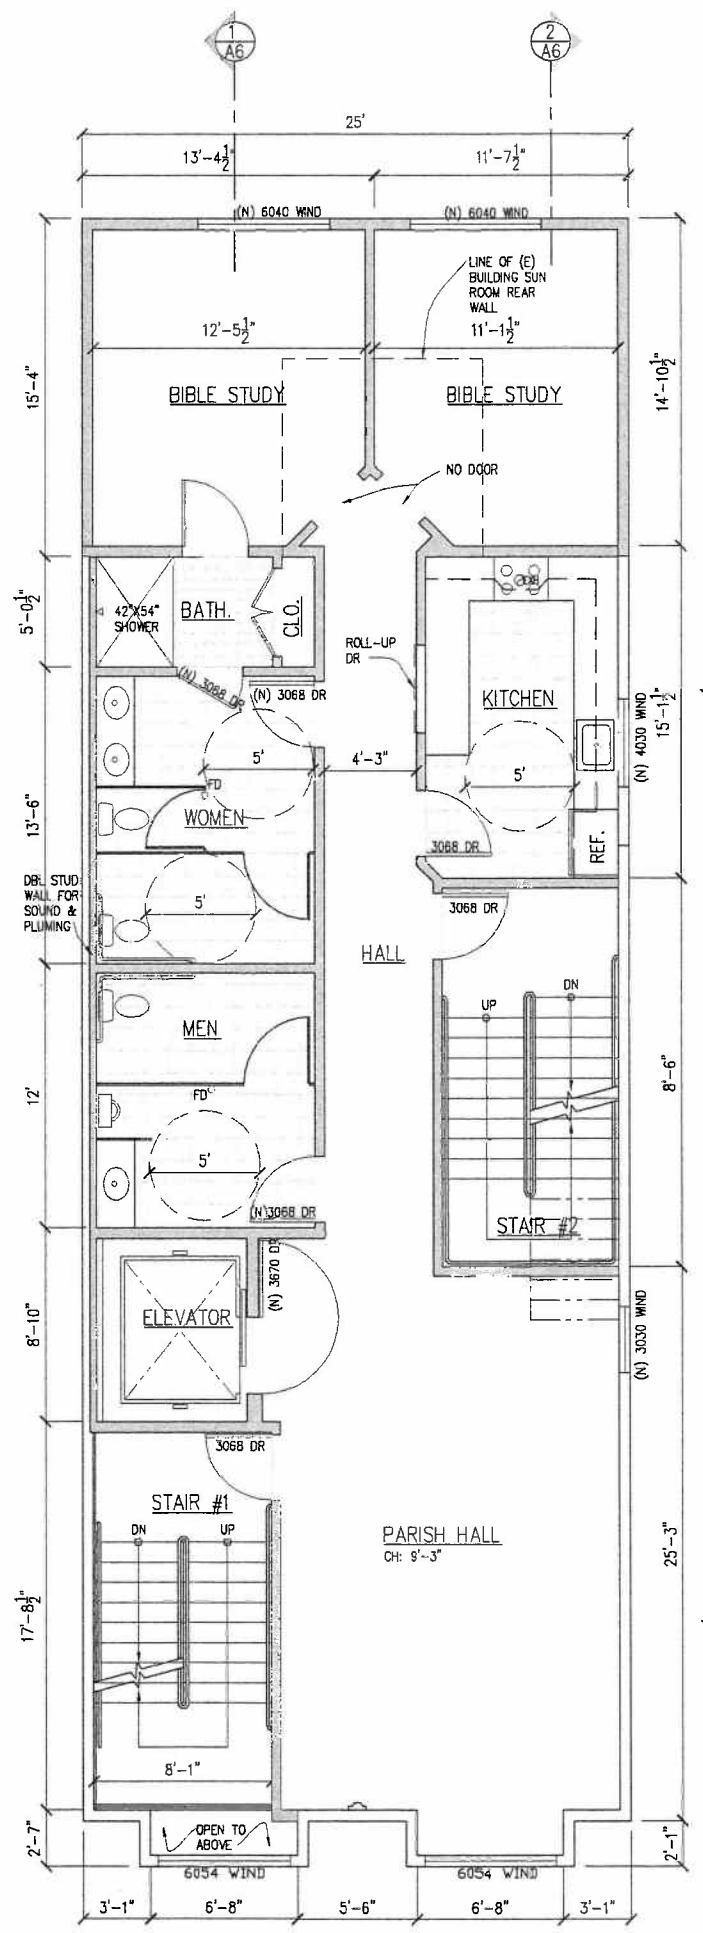 1
A6
2
A6
25'
13'-4½"
11'-7½"
(N) 6040 WIND
(N) 6040 WIND
LINE OF (E)
BUILDING SUN
ROOM REAR
WALL
12'-5½"
11'-1½"
15'-4"
14'-10½"
BIBLE STUDY
BIBLE STUDY
NO DOOR
5'-0½"
42"X54"
SHOWER
BATH.
CLO.
ROLL-UP
DR
(N) 3068 DR
(N) 3068 DR
KITCHEN
15'-1½"
(N) 4030 WIND
5'
4'-3"
5'
FD
13'-6"
WOMEN
3068 DR
REF.
DBL STUD
WALL FOR
SOUND &
PLUMING
5'
3068 DR
HALL
UP
DN
MEN
12'
FD
8'-6"
5'
(N) 3068 DR
STAIR #2
(N) 3670 DR
8'-10"
ELEVATOR
(N) 3030 WIND
3068 DR
STAIR #1
DN
UP
PARISH HALL
CH: 9'-3"
25'-3"
17'-8½"
8'-1"
2'-7"
OPEN TO
ABOVE
2'-1"
6054 WIND
6054 WIND
3'-1"
6'-8"
5'-6"
6'-8"
3'-1"